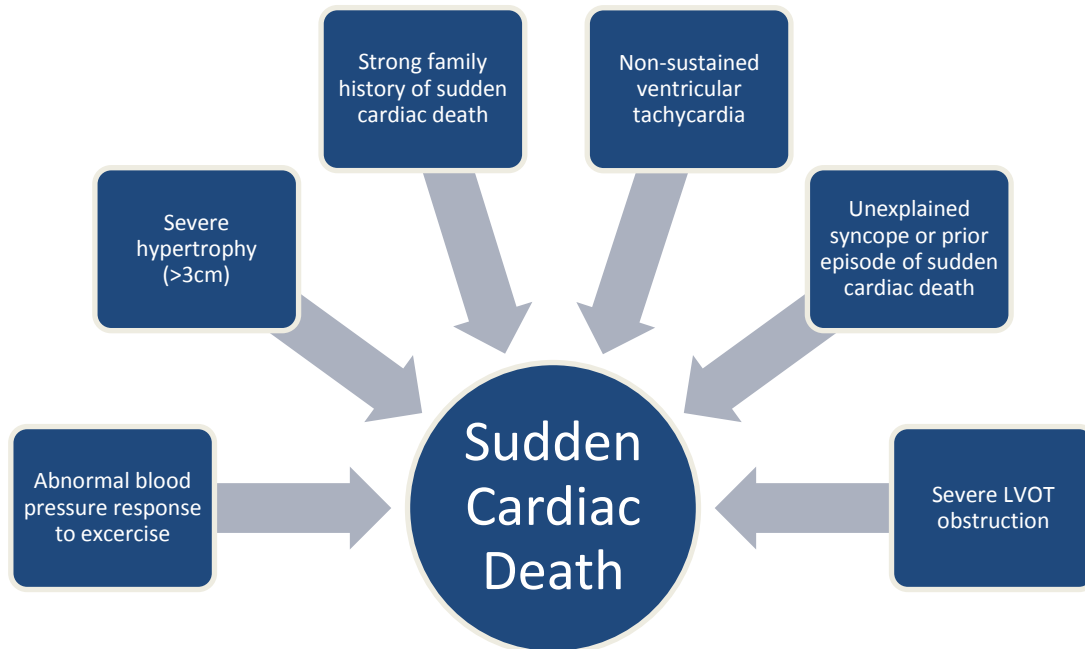 Strong family
history of sudden
cardiac death
Non-sustained
ventricular
tachycardia
Severe
hypertrophy
(>3cm)
Unexplained
syncope or prior
episode of sudden
cardiac death
Abnormal blood
pressure response
to excercise
Sudden
Cardiac
Death
Severe LVOT
obstruction